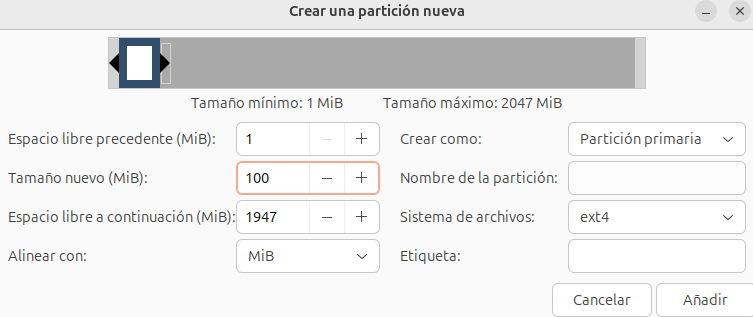 Crear una partición nueva
Tamaño mínimo: 1 MiB Tamaño máximo: 2047 MiB
Espacio libre precedente (MiB): 1 Crear como: Partición primaria
Tamaño nuevo (MiB): 100 Nombre de la partición:
Espacio libre a continuación (MiB): 1947 Sistema de archivos: ext4
Alinear con: MiB Etiqueta:
Cancelar Añadir